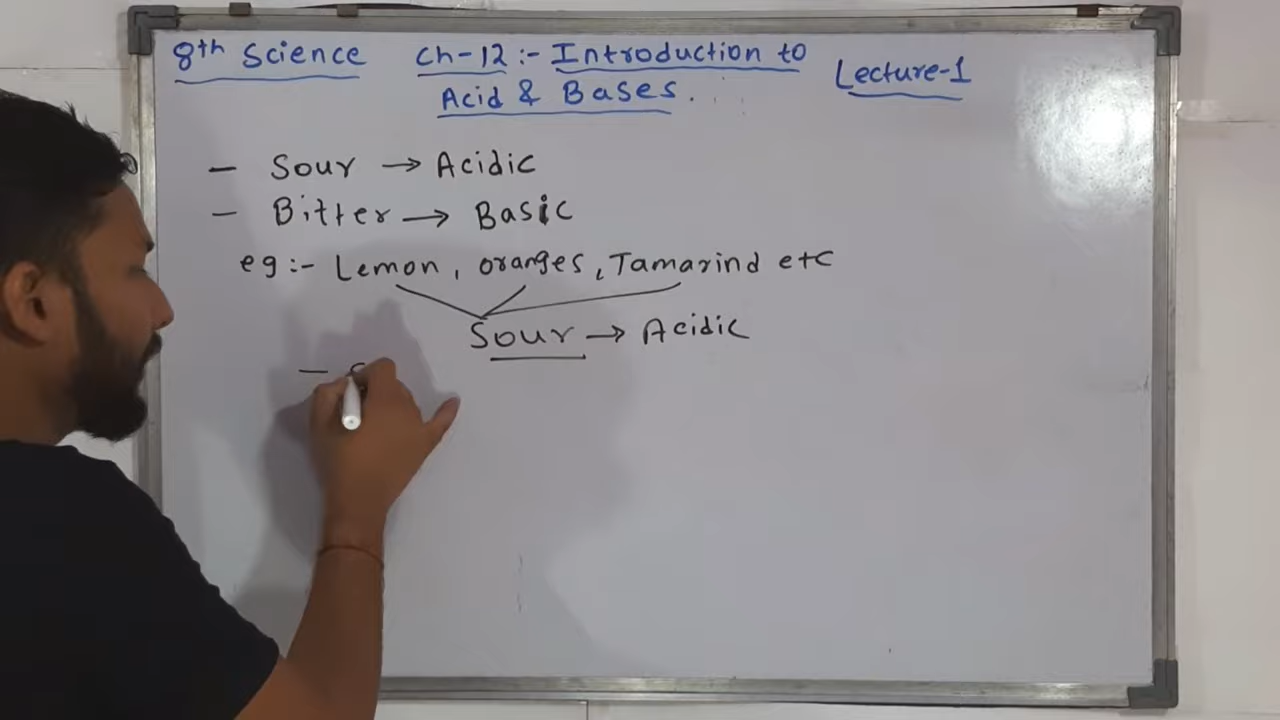 8th Science Ch-12 :- Introduction to Lecture-1
Acid & Bases.
- Sour → Acidic
- Bitter → Basic
eg :- Lemon, oranges, Tamarind etc
Sour → Acidic
-